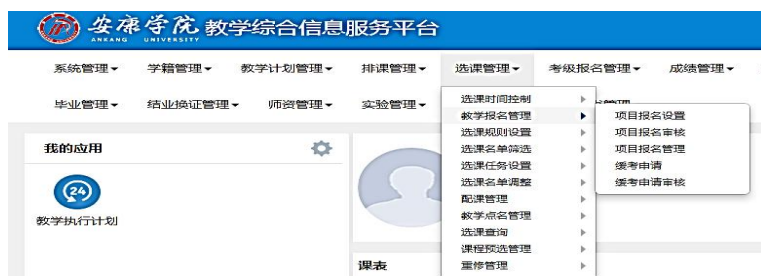 安康学院 教学综合信息服务平台
ANKANG UNIVERSITY
系统管理 学籍管理 教学计划管理 排课管理 选课管理 考级报名管理 成绩管理
毕业管理 结业换证管理 师资管理 实验管理
选课时间控制
教学报名管理
选课规则设置
选课名单筛选
选课任务设置
选课名单调整
配课管理
教学点名管理
选课查询
课程预选管理
重修管理
项目报名设置
项目报名审核
项目报名管理
缓考申请
缓考申请审核
我的应用
24
教学执行计划
课表